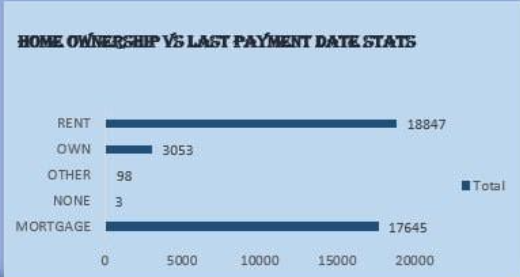 HOME OWNERSHIP VS LAST PAYMENT DATE STATS
RENT 18847
OWN 3053
OTHER 98
NONE 3
MORTGAGE 17645
Total
0 5000 10000 15000 20000